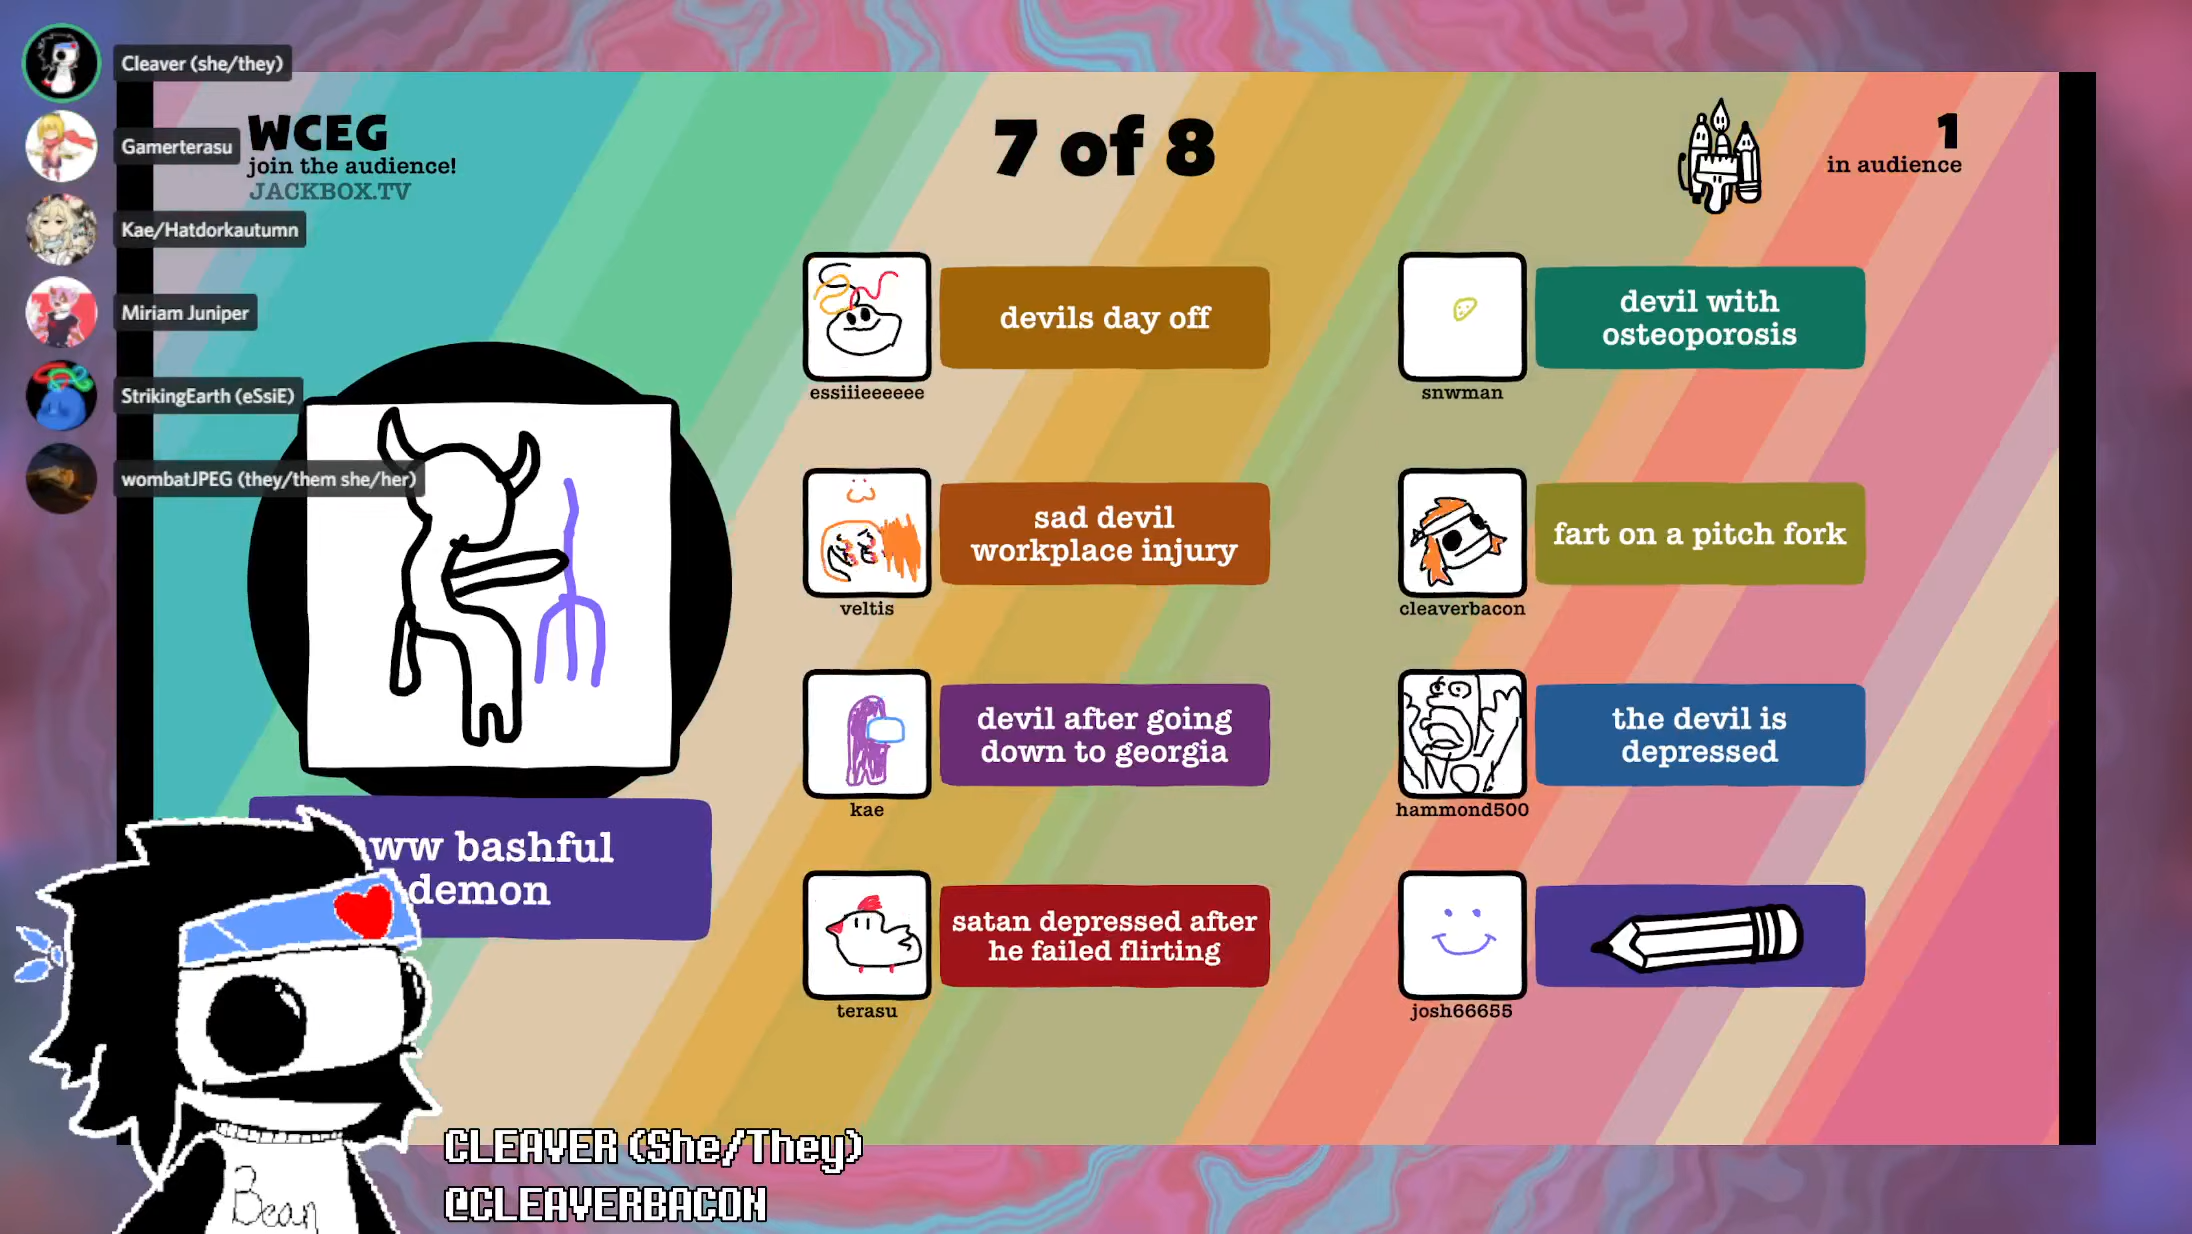 Cleaver (she/they)
Gamerterasu
Kae/Hatdorkautumn
Miriam Juniper
StrikingEarth (eSsiE)
wombatJPEG (they/them she/her)
WCEG
join the audience!
JACKBOX.TV
7 of 8
1
in audience
devils day off
essiiieeeeee
devil with
osteoporosis
snwman
sad devil
workplace injury
veltis
fart on a pitch fork
cleaverbacon
devil after going
down to georgia
kae
the devil is
depressed
hammond500
satan depressed after
he failed flirting
terasu
josh66655
ww bashful
demon
Bean
CLEAVER (She/They)
@CLEAVERBACON